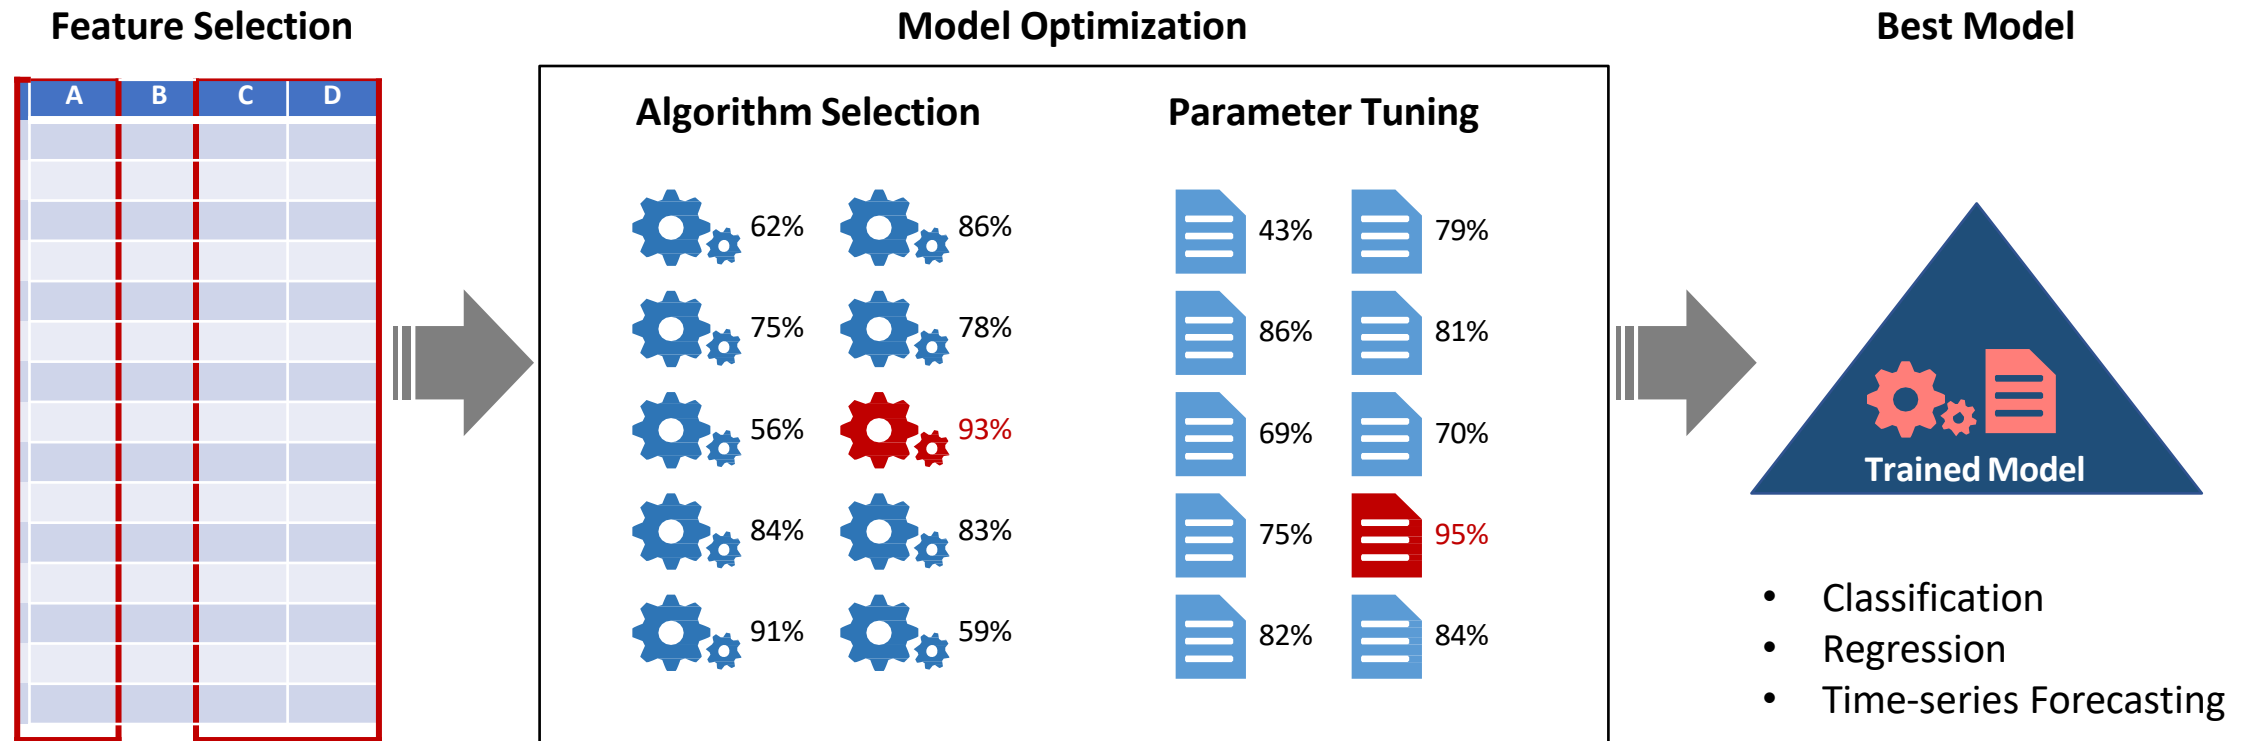 Feature Selection
Model Optimization
Best Model
A B C D
Algorithm Selection
Parameter Tuning
62% 86%
75% 78%
56% 93%
84% 83%
91% 59%
43% 79%
86% 81%
69% 70%
75% 95%
82% 84%
Trained Model
• Classification
• Regression
• Time-series Forecasting